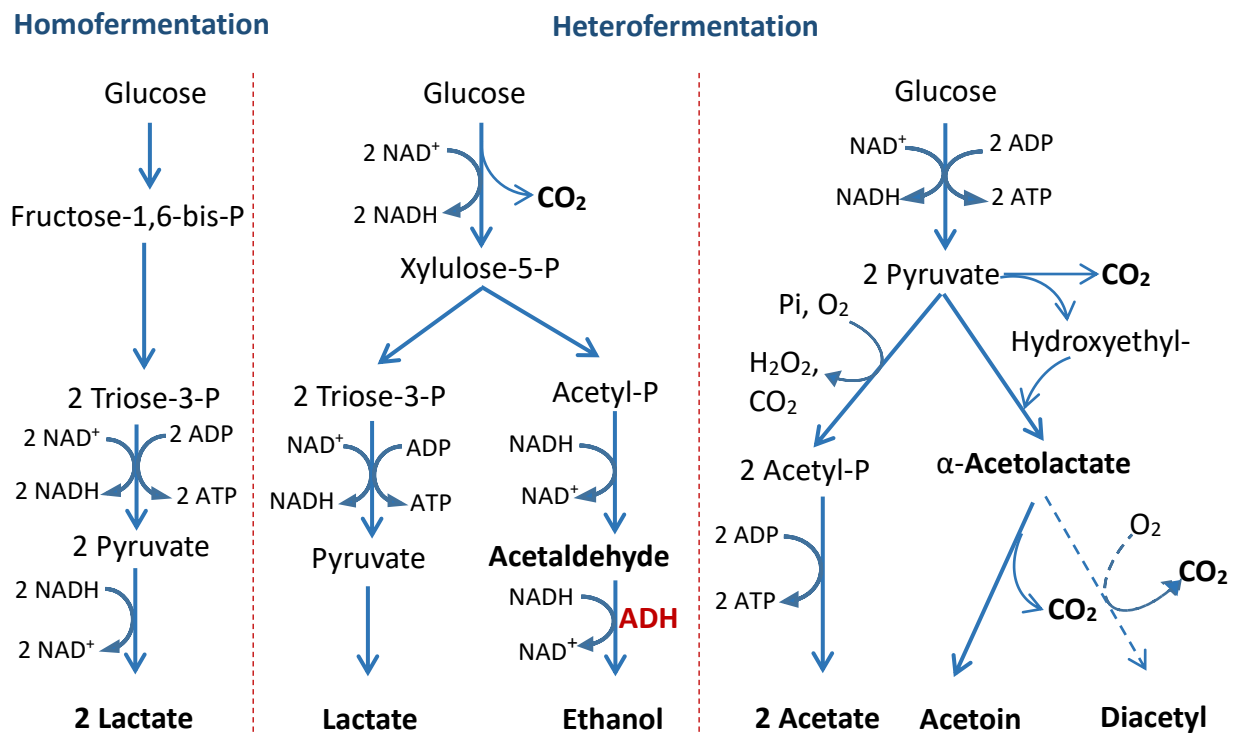 Homofermentation
Glucose
Fructose-1,6-bis-P
2 Triose-3-P
2 NAD⁺
2 ADP
2 NADH
2 ATP
2 Pyruvate
2 NADH
2 NAD⁺
2 Lactate
Heterofermentation
Glucose
2 NAD⁺
2 NADH
CO₂
Xylulose-5-P
2 Triose-3-P
NAD⁺
ADP
NADH
ATP
Pyruvate
Lactate
Acetyl-P
NADH
NAD⁺
Acetaldehyde
NADH
ADH
NAD⁺
Ethanol
Glucose
NAD⁺
2 ADP
NADH
2 ATP
2 Pyruvate
CO₂
Pi, O₂
Hydroxyethyl-
H₂O₂,
CO₂
2 Acetyl-P
α-Acetolactate
2 ADP
2 ATP
O₂
CO₂
CO₂
2 Acetate
Acetoin
Diacetyl